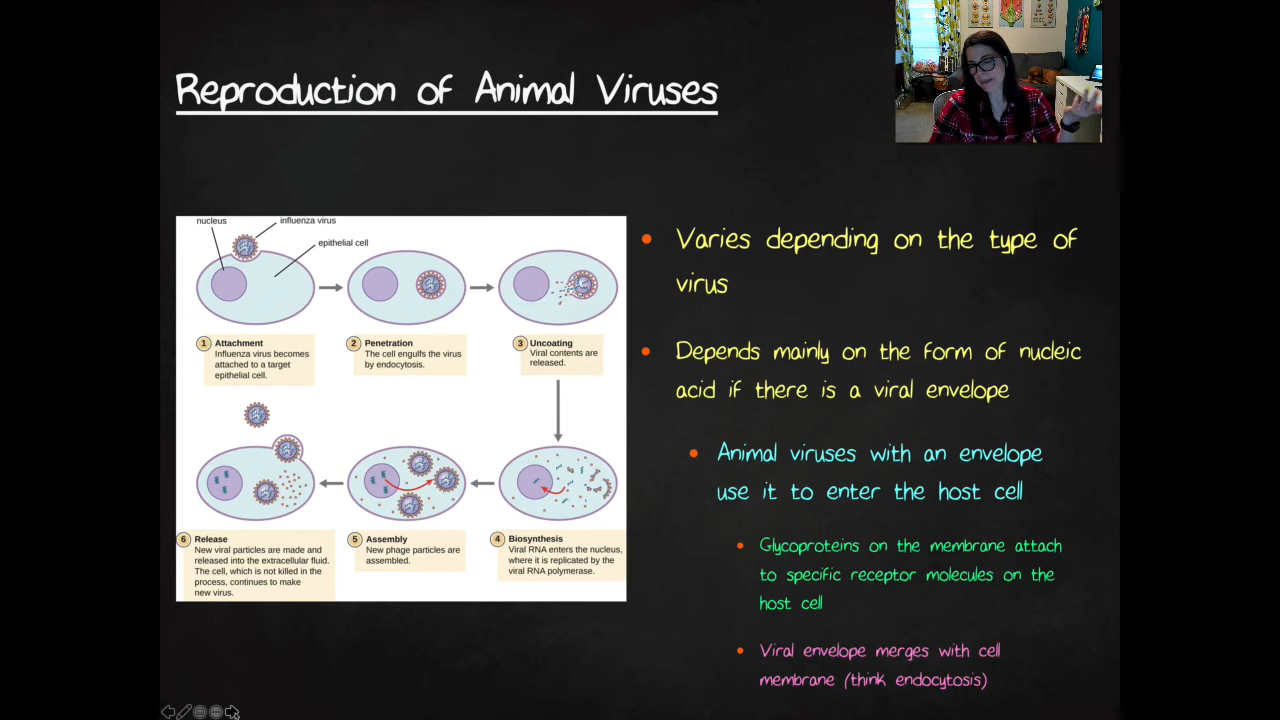 Reproduction of Animal Viruses
nucleus
influenza virus
epithelial cell
1 Attachment
Influenza virus becomes
attached to a target
epithelial cell.
2 Penetration
The cell engulfs the virus
by endocytosis.
3 Uncoating
Viral contents are
released.
6 Release
New viral particles are made and
released into the extracellular fluid.
The cell, which is not killed in the
process, continues to make
new virus.
5 Assembly
New phage particles are
assembled.
4 Biosynthesis
Viral RNA enters the nucleus,
where it is replicated by the
viral RNA polymerase.
• Varies depending on the type of
virus
• Depends mainly on the form of nucleic
acid if there is a viral envelope
• Animal viruses with an envelope
use it to enter the host cell
• Glycoproteins on the membrane attach
to specific receptor molecules on the
host cell
• Viral envelope merges with cell
membrane (think endocytosis)